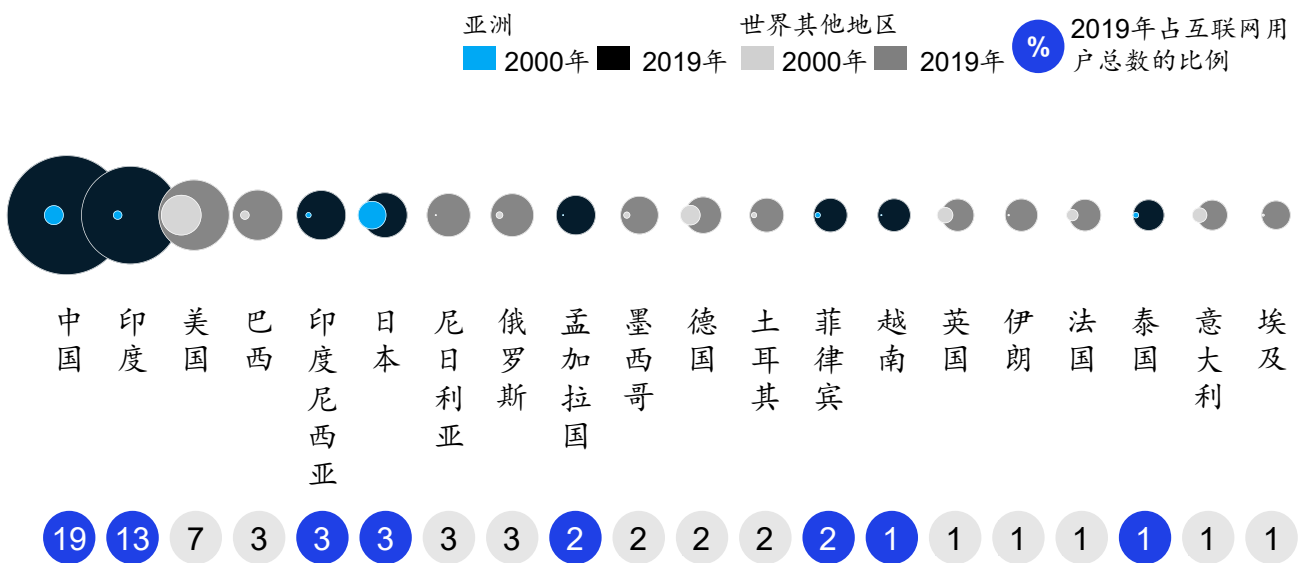 亚洲
2000年 2019年
世界其他地区
2000年 2019年
%
2019年占互联网用
户总数的比例
中国
印度
美国
巴西
印度尼西亚
日本
尼日利亚
俄罗斯
孟加拉国
墨西哥
德国
土耳其
菲律宾
越南
英国
伊朗
法国
泰国
意大利
埃及
19 13 7 3 3 3 3 3 2 2 2 2 2 1 1 1 1 1 1 1